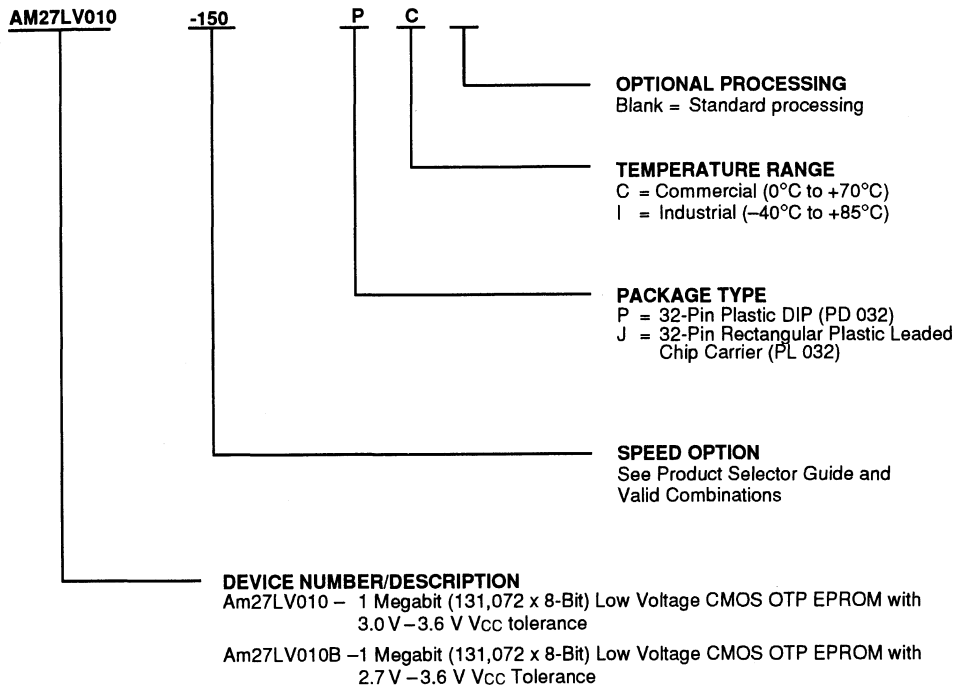 AM27LV010 -150 P C
OPTIONAL PROCESSING
Blank = Standard processing
TEMPERATURE RANGE
C = Commercial (0°C to +70°C)
I = Industrial (–40°C to +85°C)
PACKAGE TYPE
P = 32-Pin Plastic DIP (PD 032)
J = 32-Pin Rectangular Plastic Leaded
Chip Carrier (PL 032)
SPEED OPTION
See Product Selector Guide and
Valid Combinations
DEVICE NUMBER/DESCRIPTION
Am27LV010 – 1 Megabit (131,072 x 8-Bit) Low Voltage CMOS OTP EPROM with
3.0 V – 3.6 V VCC tolerance
Am27LV010B –1 Megabit (131,072 x 8-Bit) Low Voltage CMOS OTP EPROM with
2.7 V – 3.6 V VCC Tolerance